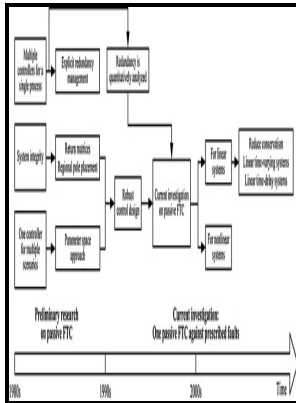 Multiple
controllers for a
single process
Explicit redundancy
management
Redundancy is
quantitatively analyzed
System integrity
Return matrices
Regional pole placement
One controller
for multiple
scenarios
Parameter space
approach
Robust
control design
Current investigation
on passive FTC
For linear
systems
For nonlinear
systems
Reduce conservation
Linear time-varying systems
Linear time-delay systems
Preliminary research
on passive FTC
Current investigation:
One passive FTC against prescribed faults
1980s
1990s
2000s
Time